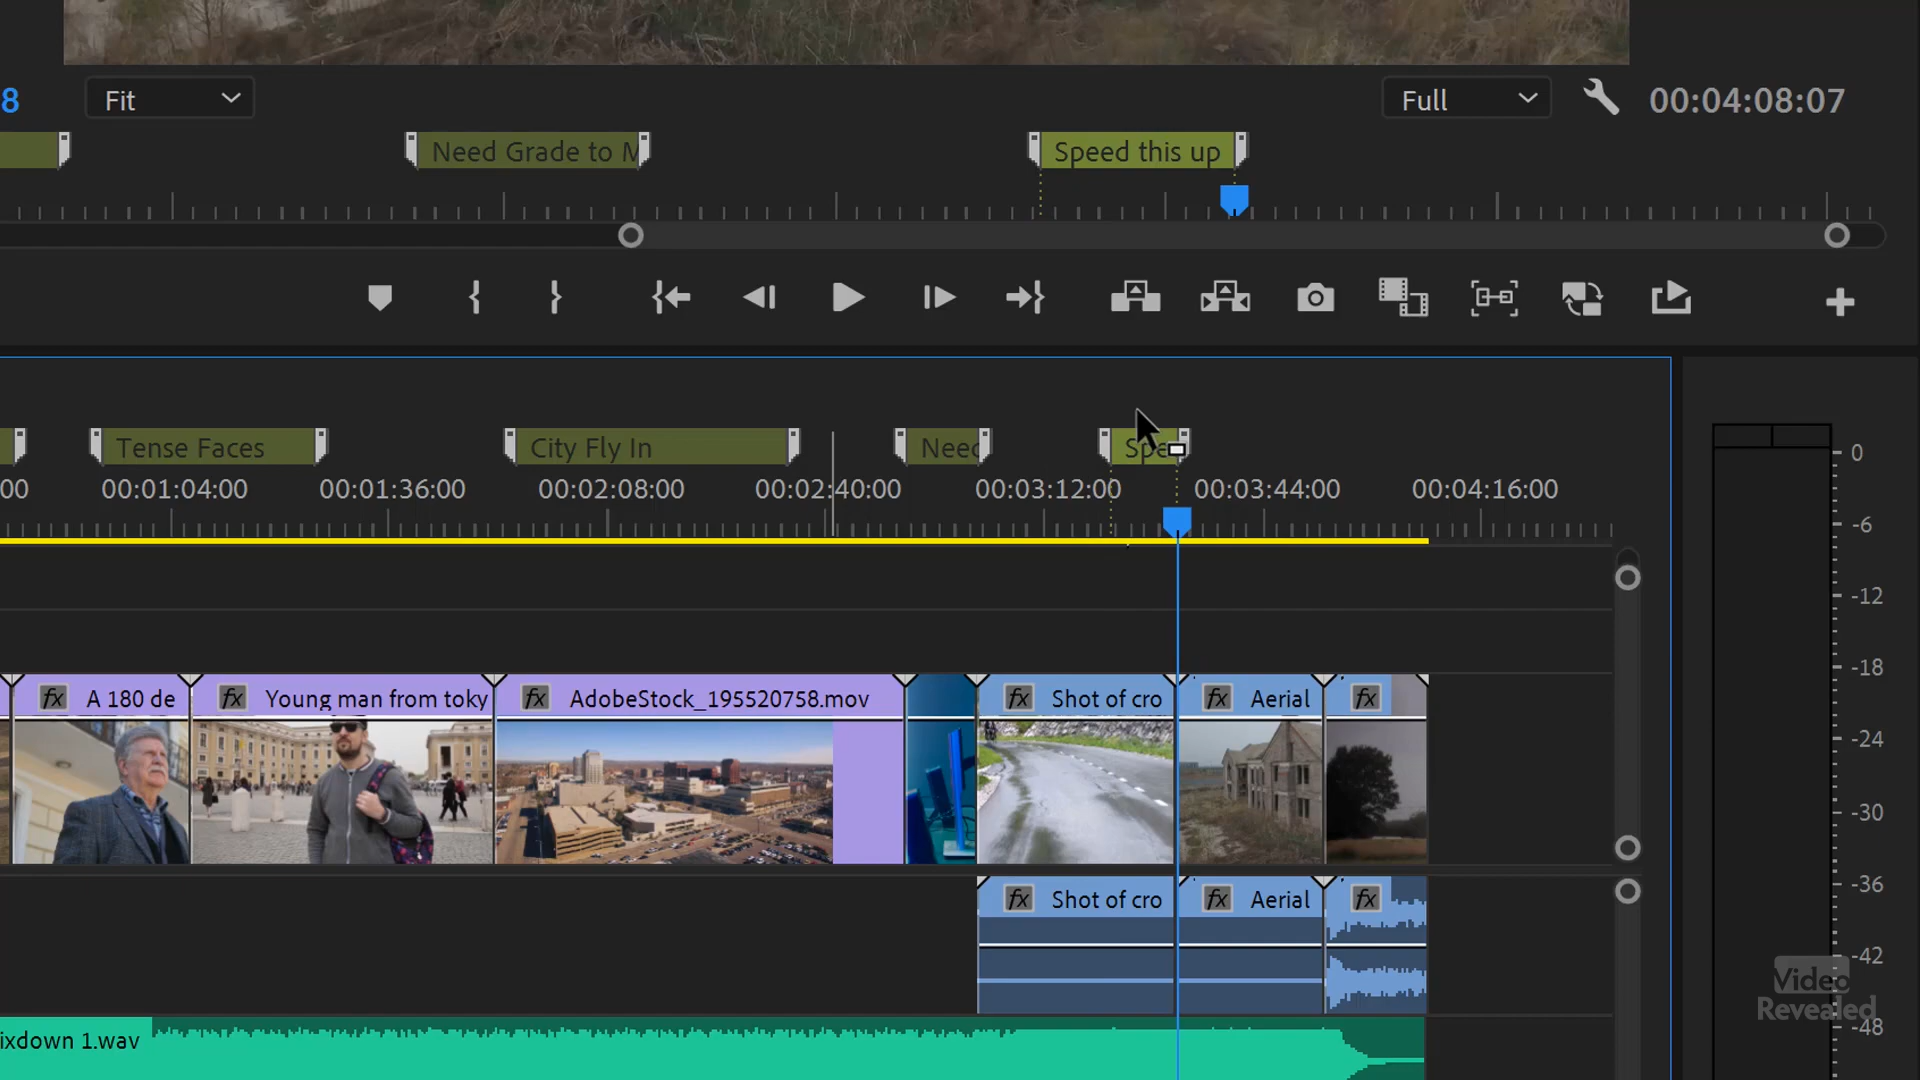 8
Fit
Full
00:04:08:07
Need Grade to M
Speed this up
Tense Faces
City Fly In
Need
Spe
00
00:01:04:00
00:01:36:00
00:02:08:00
00:02:40:00
00:03:12:00
00:03:44:00
00:04:16:00
0
-6
-12
-18
-24
-30
-36
-42
-48
fx A 180 de
fx Young man from toky
fx AdobeStock_195520758.mov
fx Shot of cro
fx Aerial
fx
fx Shot of cro
fx Aerial
fx
ixdown 1.wav
Video
Revealed